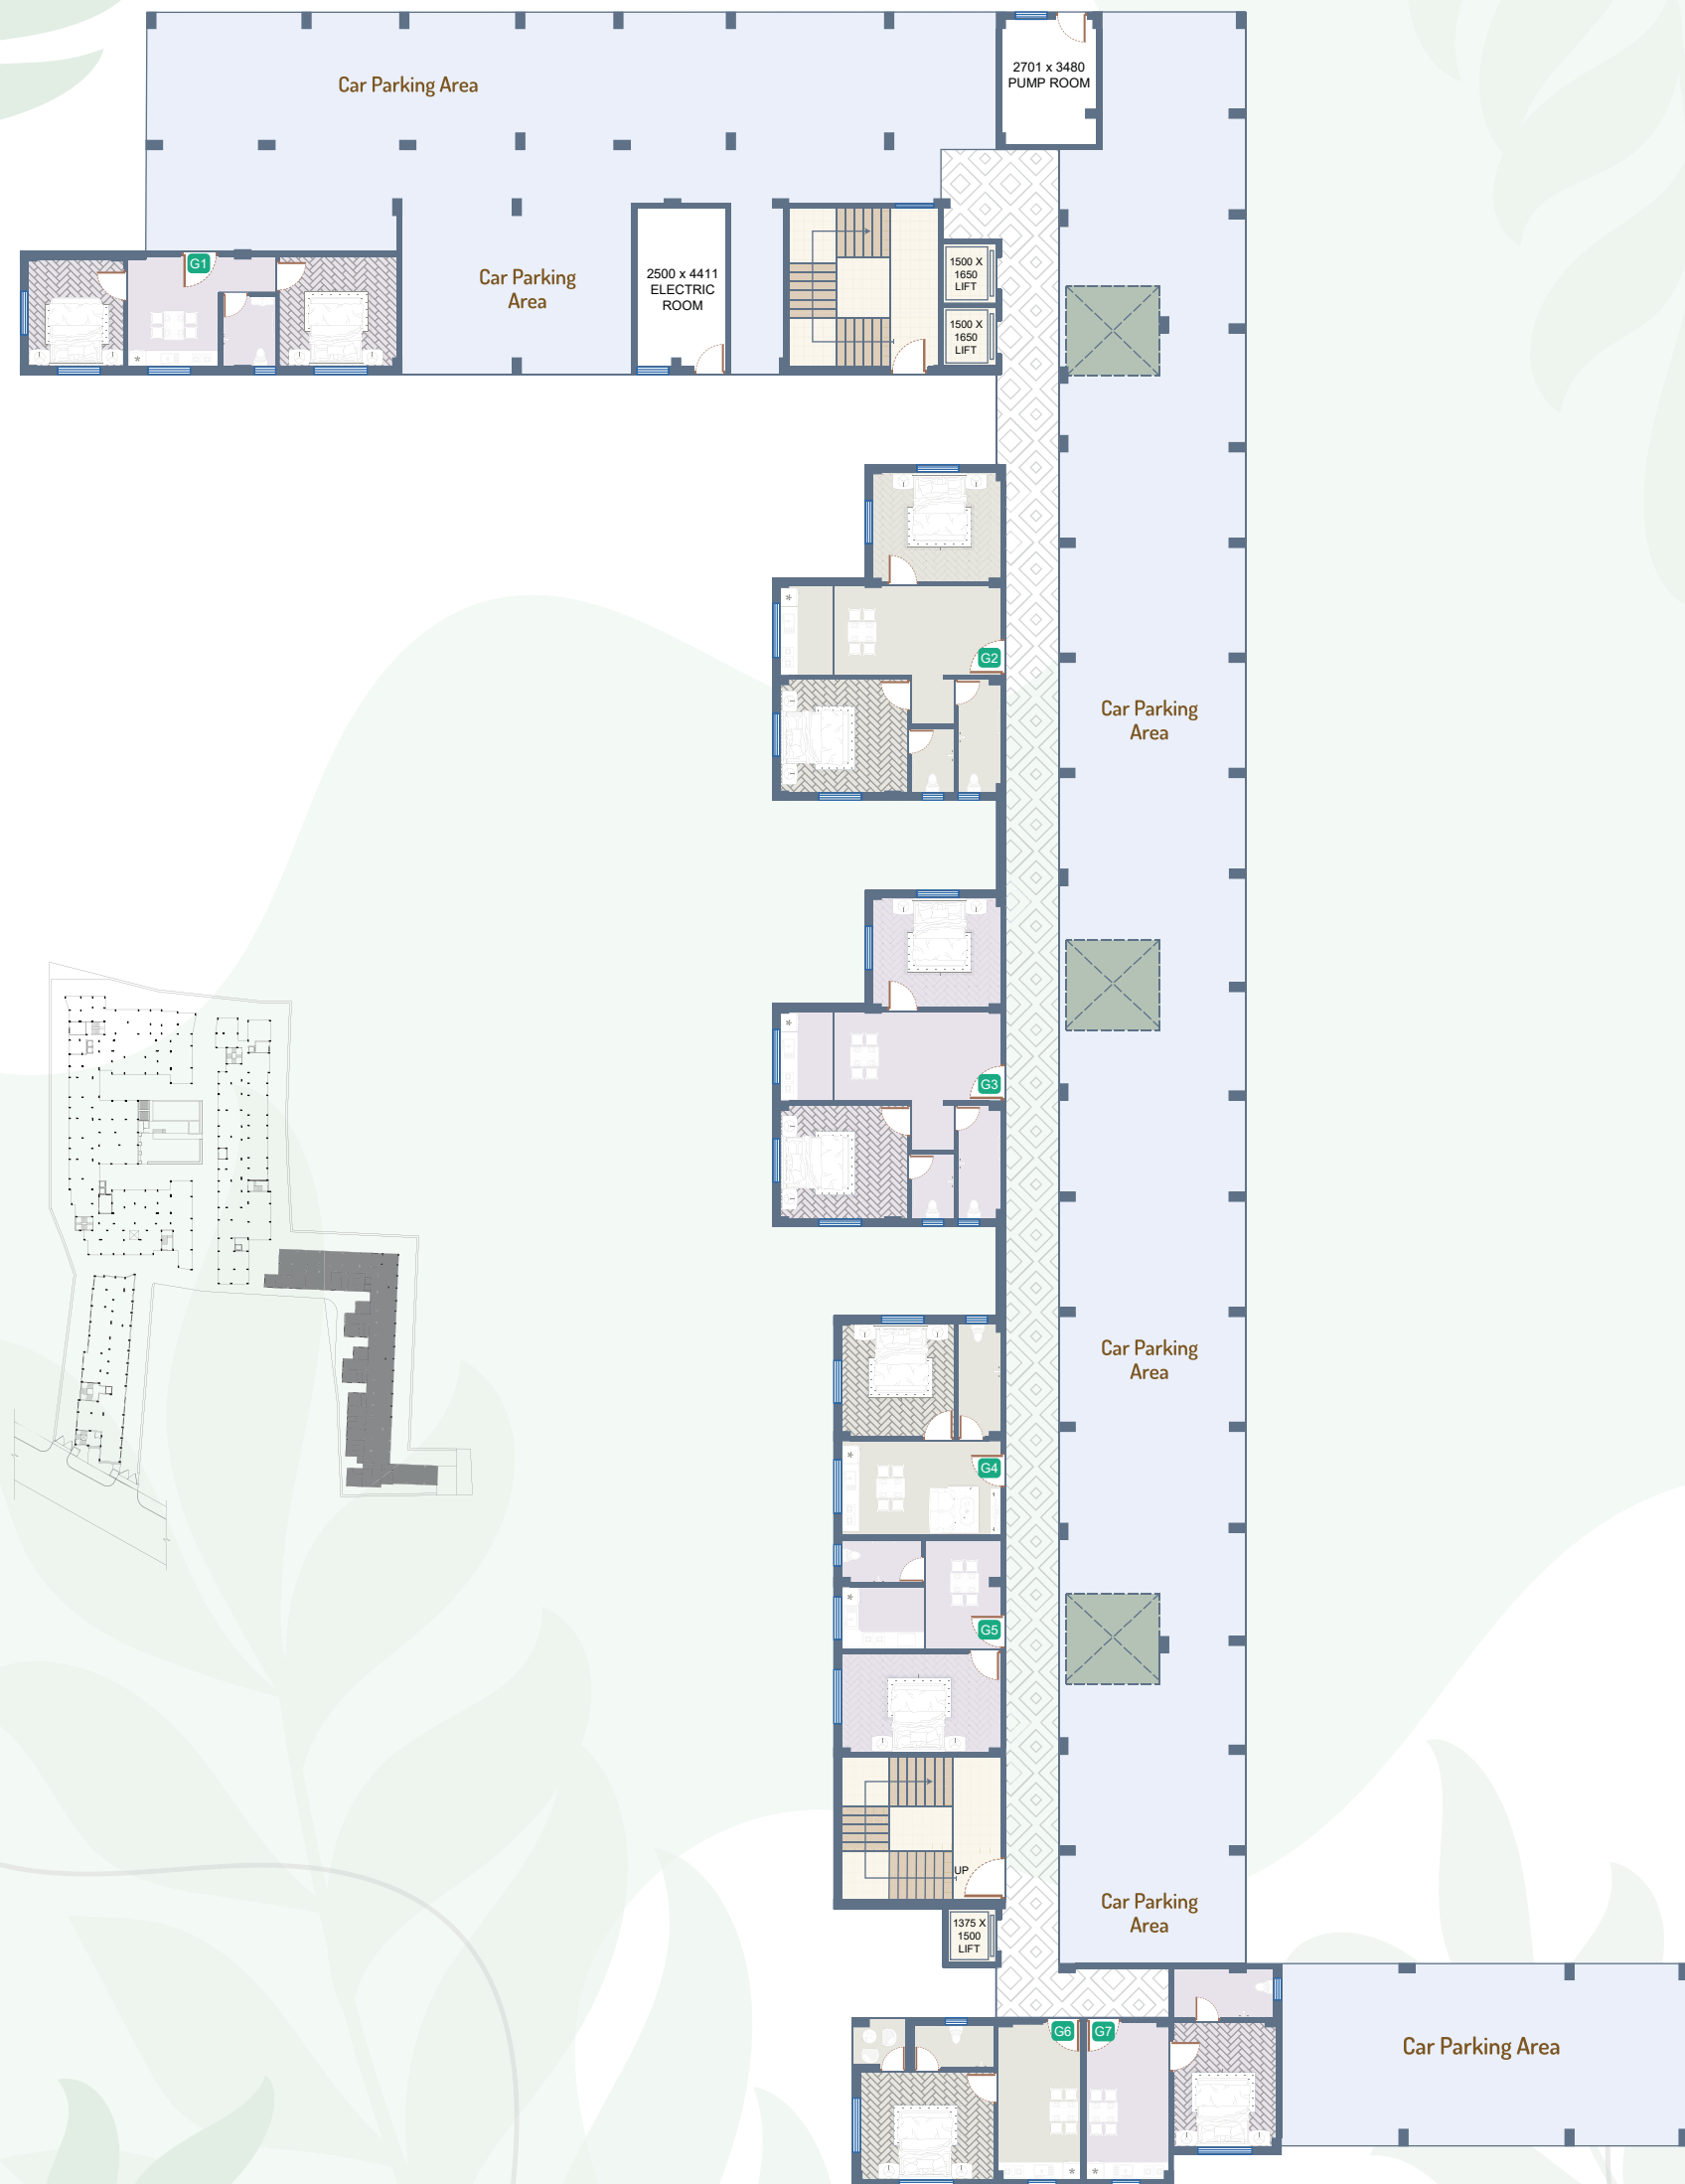 Car Parking Area
2701 x 3480
PUMP ROOM
G1
Car Parking
Area
2500 x 4411
ELECTRIC
ROOM
1500 X
1650
LIFT
1500 X
1650
LIFT
G2
Car Parking
Area
G3
Car Parking
Area
G4
G5
UP
Car Parking
Area
1375 X
1500
LIFT
G6
G7
Car Parking Area